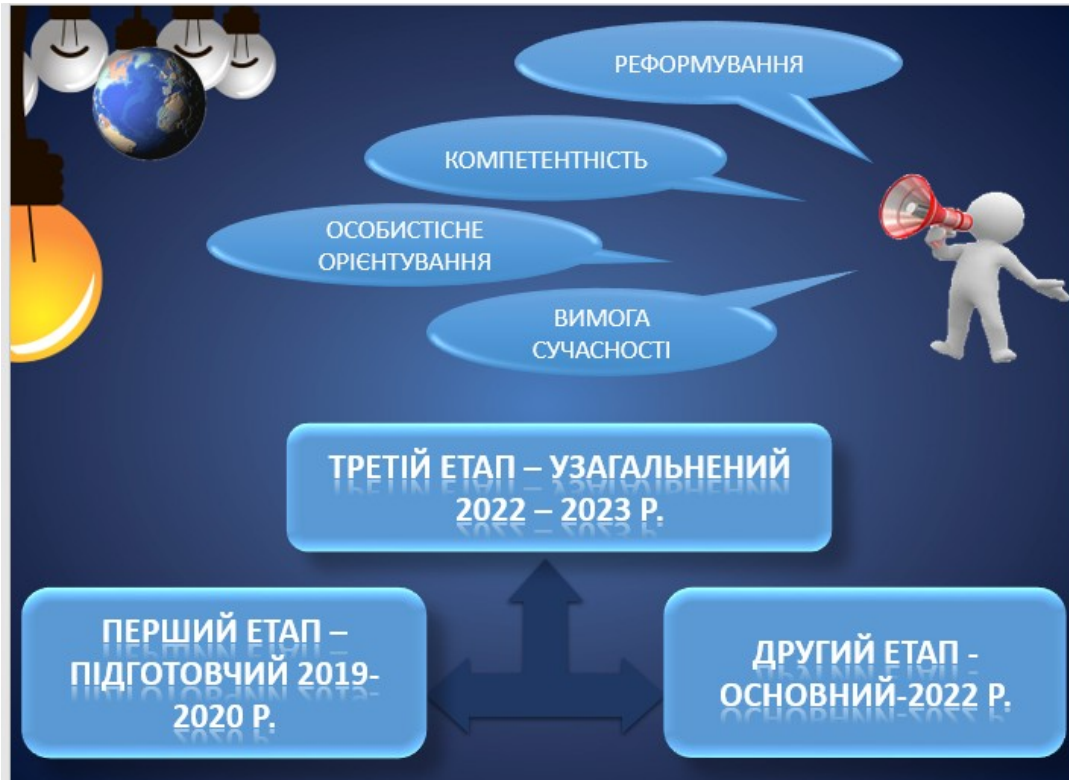 РЕФОРМУВАННЯ
КОМПЕТЕНТНІСТЬ
ОСОБИСТІСНЕ
ОРІЄНТУВАННЯ
ВИМОГА
СУЧАСНОСТІ
ТРЕТІЙ ЕТАП – УЗАГАЛЬНЕНИЙ
2022 – 2023 Р.
ПЕРШИЙ ЕТАП –
ПІДГОТОВЧИЙ 2019-
2020 Р.
ДРУГИЙ ЕТАП -
ОСНОВНИЙ-2022 Р.